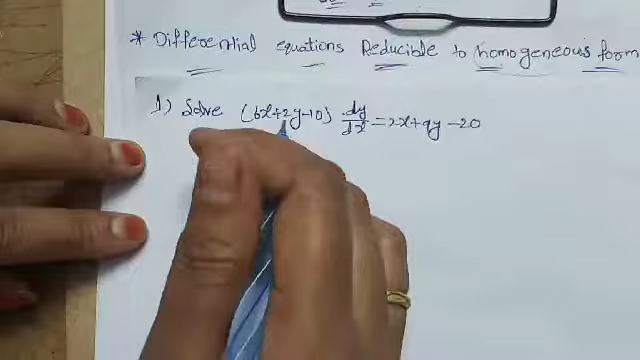 * Differential equations Reducible to homogeneous form
1) Solve (6x+2y-10) dy/dx = 2x+9y-20